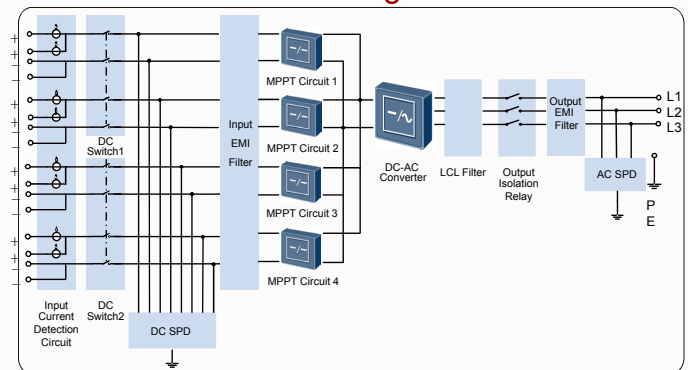 MPPT Circuit 1
MPPT Circuit 2
MPPT Circuit 3
MPPT Circuit 4
DC
Switch1
Input
EMI
Filter
DC-AC
Converter
LCL Filter
Output
Isolation
Relay
Output
EMI
Filter
L1
L2
L3
AC SPD
P
E
Input
Current
Detection
Circuit
DC
Switch2
DC SPD